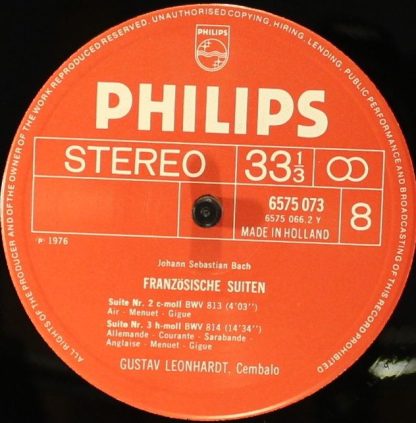 ALL RIGHTS OF THE PRODUCER AND OF THE OWNER OF THE WORK REPRODUCED RESERVED. UNAUTHORISED COPYING, HIRING, LENDING, PUBLIC PERFORMANCE AND BROADCASTING OF THIS RECORD PROHIBITED
PHILIPS
PHILIPS
STEREO 33⅓ ∞
6575 073
6575 066.2 Y
8
MADE IN HOLLAND
℗ 1976
Johann Sebastian Bach
FRANZÖSISCHE SUITEN
Suite Nr. 2 c-moll BWV 813 (4'03'')
Air - Menuet - Gigue
Suite Nr. 3 h-moll BWV 814 (14'34'')
Allemande - Courante - Sarabande -
Anglaise - Menuet - Gigue
GUSTAV LEONHARDT, Cembalo